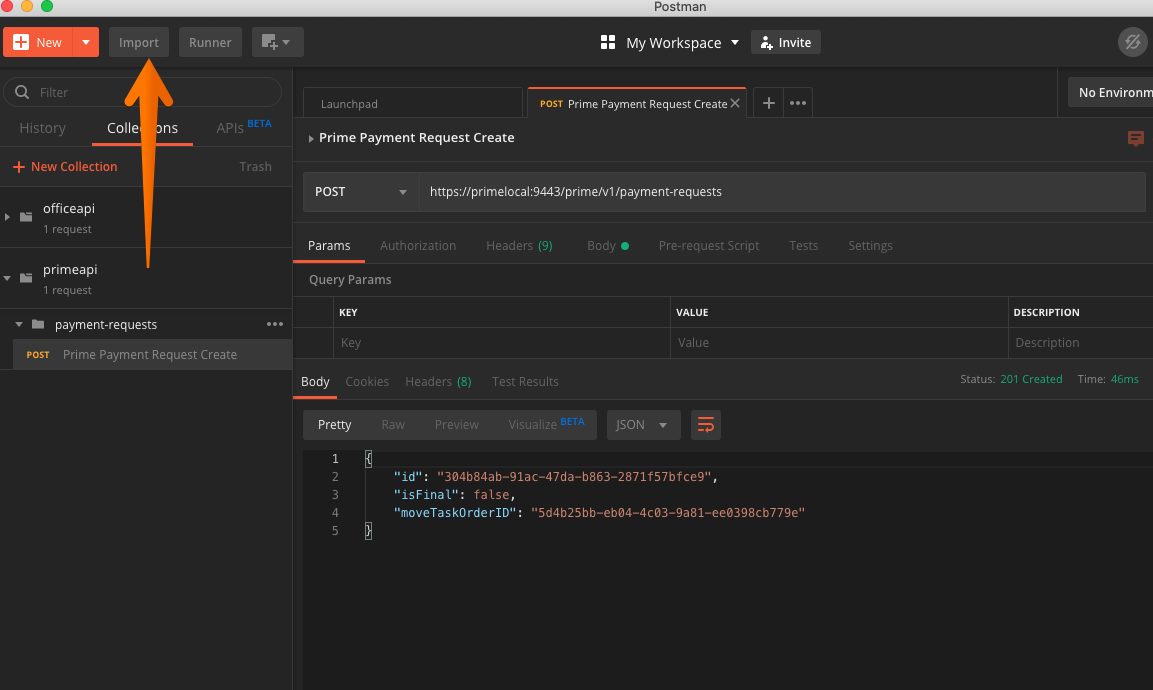 Postman
New Import Runner My Workspace Invite
Filter
No Environm
Launchpad POST Prime Payment Request Create
History Collections APIs BETA
Prime Payment Request Create
New Collection Trash
POST https://primelocal:9443/prime/v1/payment-requests
officeapi
1 request
Params Authorization Headers (9) Body Pre-request Script Tests Settings
primeapi
1 request
Query Params
KEY VALUE DESCRIPTION
payment-requests
Key Value Description
POST Prime Payment Request Create
Body Cookies Headers (8) Test Results Status: 201 Created Time: 46ms
Pretty Raw Preview Visualize BETA JSON
1 {
2 "id": "304b84ab-91ac-47da-b863-2871f57bfce9",
3 "isFinal": false,
4 "moveTaskOrderID": "5d4b25bb-eb04-4c03-9a81-ee0398cb779e"
5 }